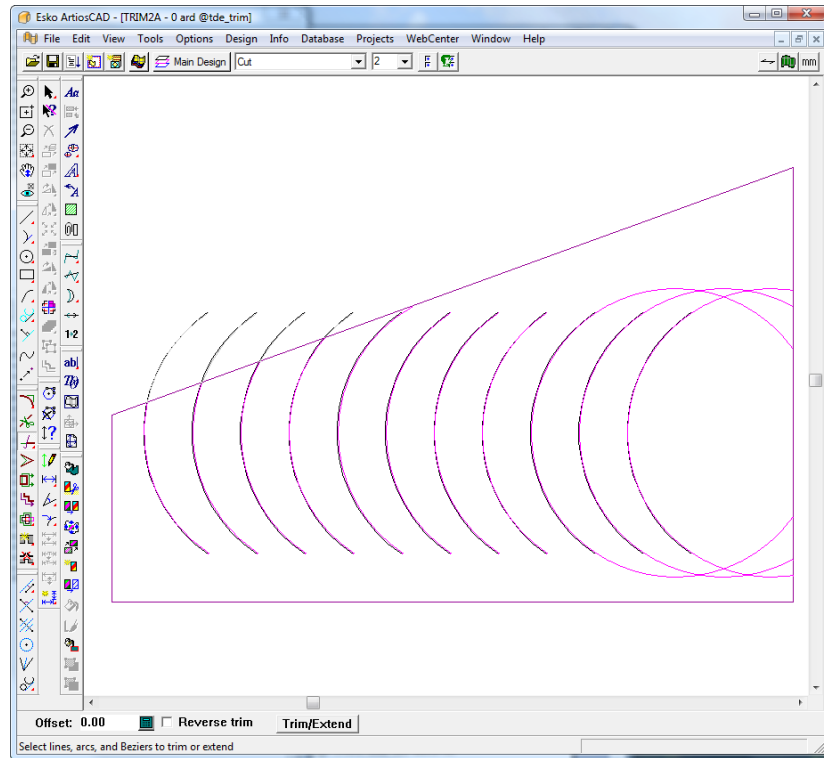 Esko ArtiosCAD - [TRIM2A - 0 ard @tde_trim]
File Edit View Tools Options Design Info Database Projects WebCenter Window Help
Main Design Cut 2 mm
Offset: 0.00 Reverse trim Trim/Extend
Select lines, arcs, and Beziers to trim or extend